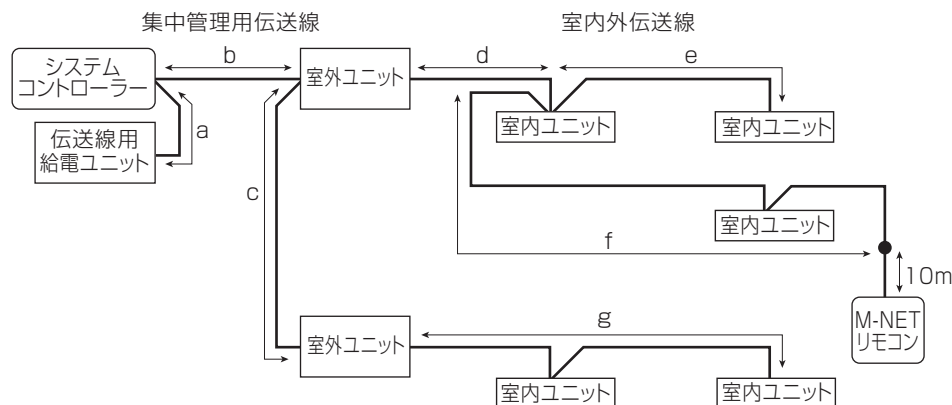 集中管理用伝送線
室内外伝送線
システム
コントローラー
b
室外ユニット
d
e
a
伝送線用
給電ユニット
室内ユニット
室内ユニット
c
室内ユニット
f
10m
M-NET
リモコン
室外ユニット
g
室内ユニット
室内ユニット